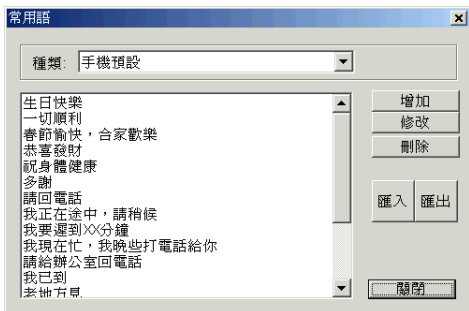 常用語
種類: 手機預設
生日快樂
一切順利
春節愉快，合家歡樂
恭喜發財
祝身體健康
多謝
請回電話
我正在途中，請稍候
我要遲到XX分鐘
我現在忙，我晚些打電話給你
請給辦公室回電話
我已到
老地方見
增加
修改
刪除
匯入 匯出
關閉